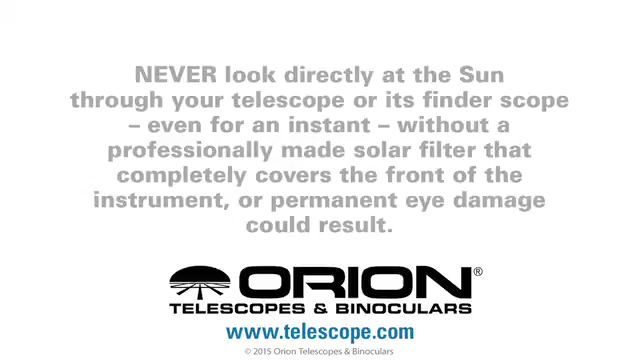 NEVER look directly at the Sun
through your telescope or its finder scope
– even for an instant – without a
professionally made solar filter that
completely covers the front of the
instrument, or permanent eye damage
could result.
ORION®
TELESCOPES & BINOCULARS
www.telescope.com
© 2015 Orion Telescopes & Binoculars